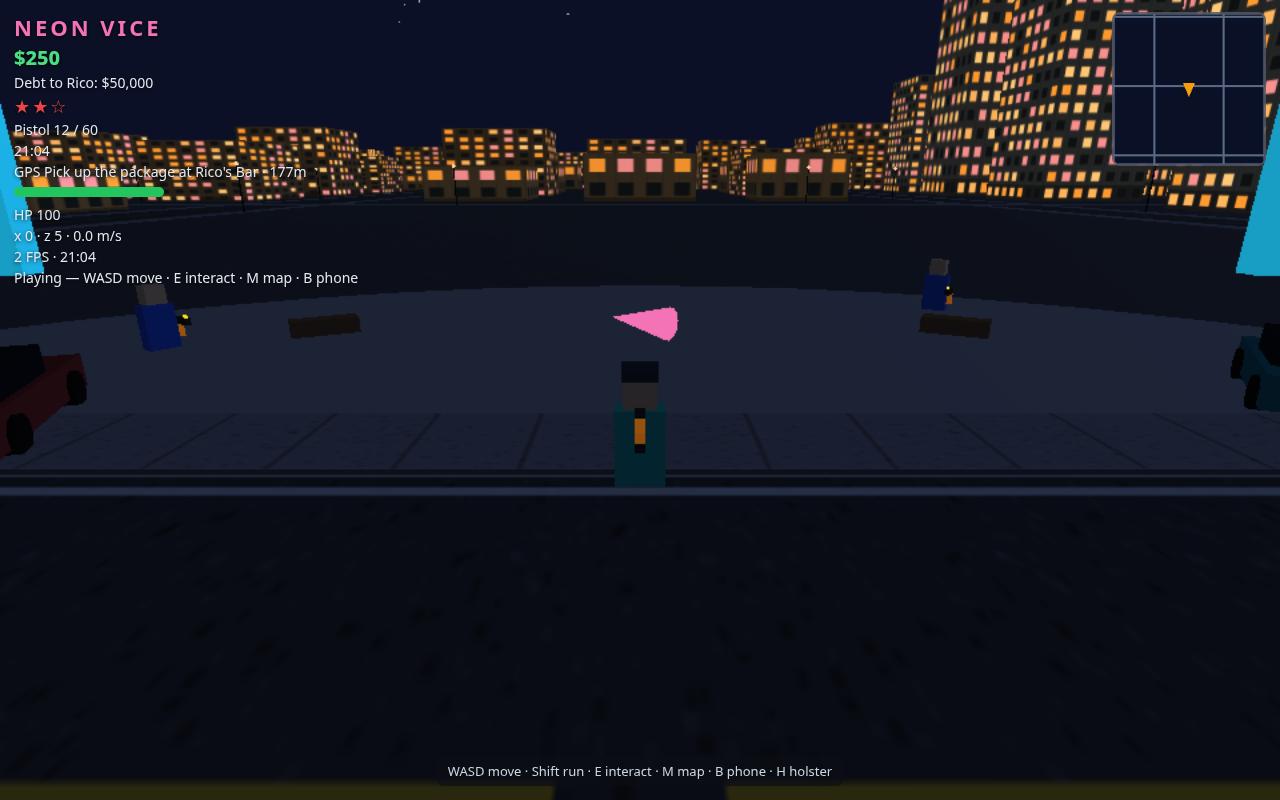 NEON VICE
$250
Debt to Rico: $50,000
★★☆
Pistol 12 / 60
21:04
GPS Pick up the package at Rico's Bar · 177m
HP 100
x 0 · z 5 · 0.0 m/s
2 FPS · 21:04
Playing — WASD move · E interact · M map · B phone
WASD move · Shift run · E interact · M map · B phone · H holster